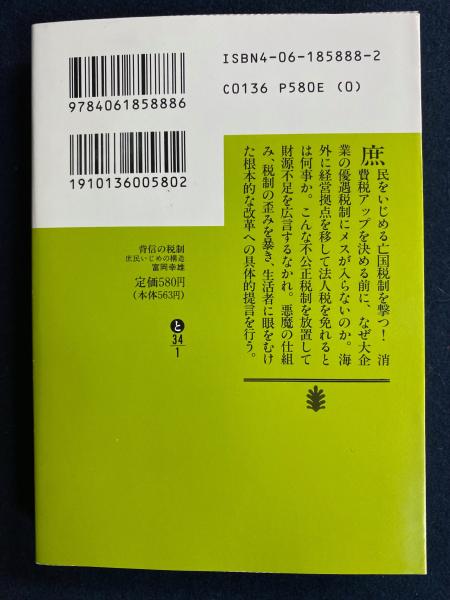 ISBN4-06-185888-2
C0136 P580E (0)
9784061858886
1910136005802
庶民をいじめる亡国税制を撃つ! 消
費税アップを決める前に、なぜ大企
業の優遇税制にメスが入らないのか。海
外に経営拠点を移して法人税を免れると
は何事か。こんな不公正税制を放置して
財源不足を広言するなかれ。悪魔の仕組
み、税制の歪みを暴き、生活者に眼をむけ
た根本的な改革への具体的提言を行う。
背信の税制
庶民いじめの構造
富岡幸雄
定価580円
(本体563円)
と
34
1